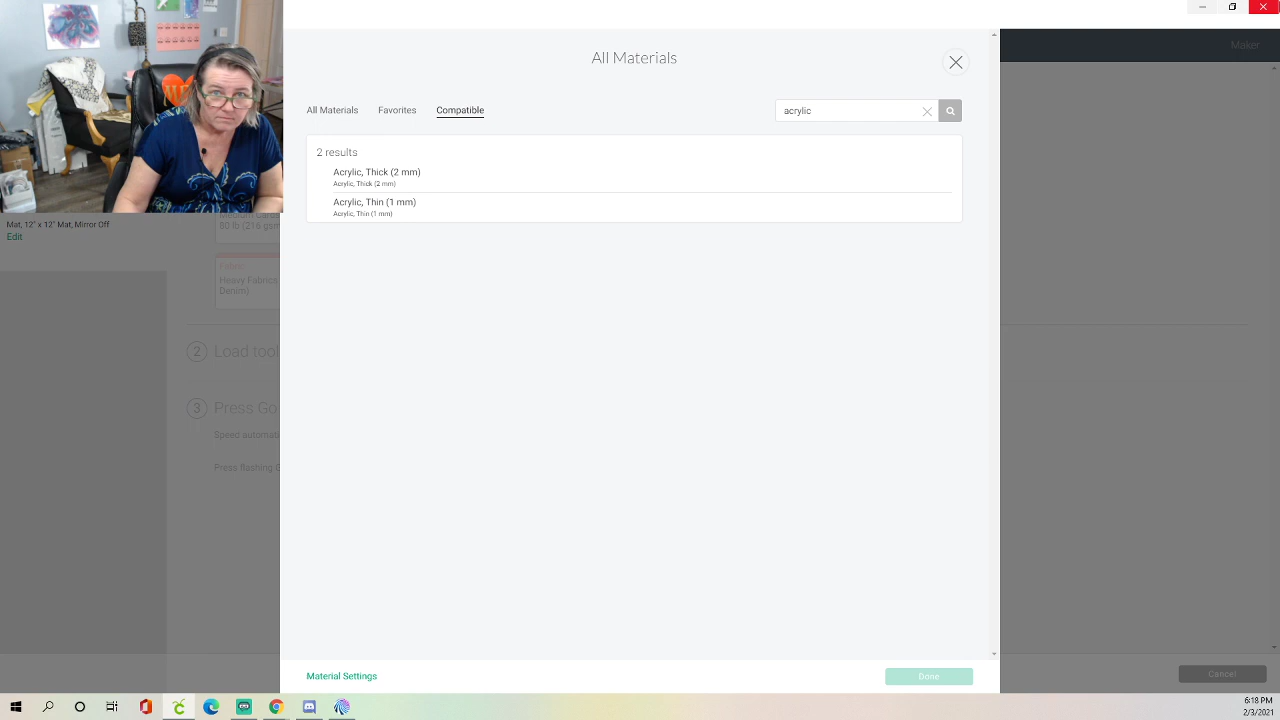 Maker
All Materials
All Materials
Favorites
Compatible
acrylic
2 results
Acrylic, Thick (2 mm)
Acrylic, Thick (2 mm)
Acrylic, Thin (1 mm)
Acrylic, Thin (1 mm)
Mat, 12" x 12" Mat, Mirror Off
Edit
80 lb (216 gsm
Heavy Fabrics
Denim)
2 Load tool
3 Press Go
Speed automat
Press flashing G
Material Settings
Done
Cancel
6:18 PM
2/3/2021